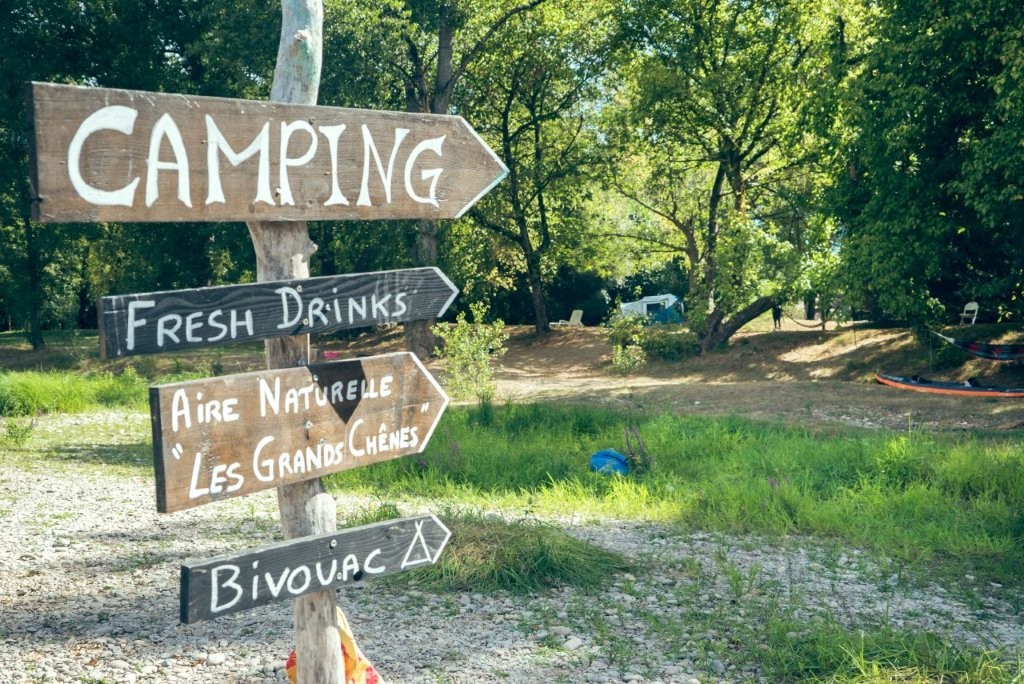 CAMPING
FRESH DRINKS
AIRE NATURELLE
"LES GRANDS CHÊNES"
BIVOUAC